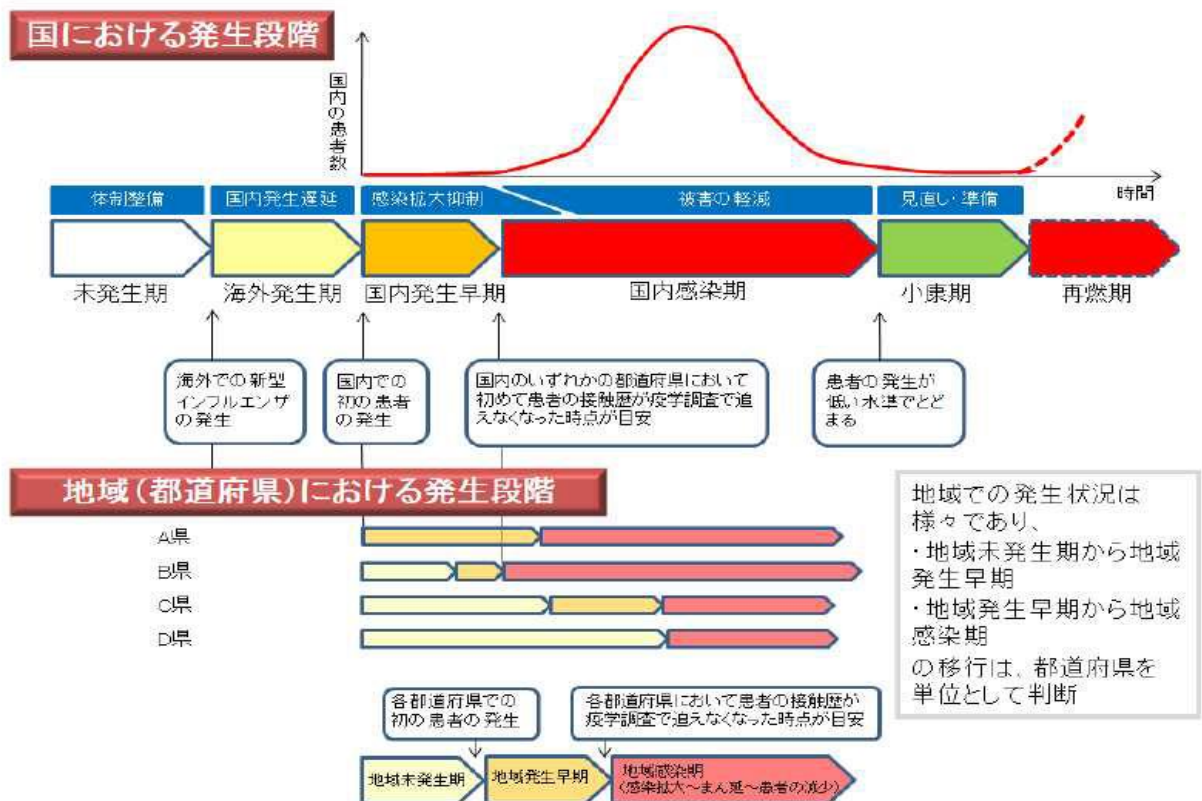 国における発生段階
国内の患者数
時間
体制整備
国内発生遅延
感染拡大抑制
被害の軽減
見直し・準備
未発生期
海外発生期
国内発生早期
国内感染期
小康期
再燃期
海外での新型
インフルエンザ
の発生
国内での
初の患者
の発生
国内のいずれかの都道府県において
初めて患者の接触歴が疫学調査で追
えなくなった時点が目安
患者の発生が
低い水準でとど
まる
地域(都道府県)における発生段階
A県
B県
C県
D県
地域での発生状況は
様々であり、
・地域未発生期から地域
発生早期
・地域発生早期から地域
感染期
の移行は、都道府県を
単位として判断
各都道府県での
初の患者の発生
各都道府県において患者の接触歴が
疫学調査で追えなくなった時点が目安
地域未発生期
地域発生早期
地域感染期
(感染拡大～まん延～患者の減少)